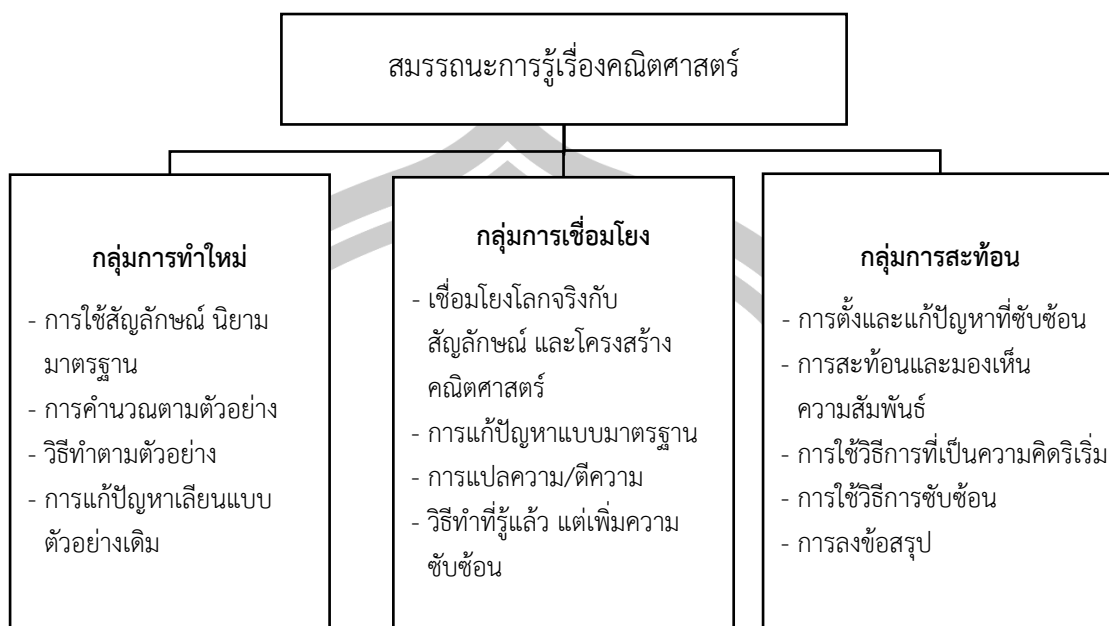 สมรรถนะการรู้เรื่องคณิตศาสตร์
กลุ่มการทำใหม่
- การใช้สัญลักษณ์ นิยาม
มาตรฐาน
- การคำนวณตามตัวอย่าง
- วิธีทำตามตัวอย่าง
- การแก้ปัญหาเลียนแบบ
ตัวอย่างเดิม
กลุ่มการเชื่อมโยง
- เชื่อมโยงโลกจริงกับ
สัญลักษณ์ และโครงสร้าง
คณิตศาสตร์
- การแก้ปัญหาแบบมาตรฐาน
- การแปลความ/ตีความ
- วิธีทำที่รู้แล้ว แต่เพิ่มความ
ซับซ้อน
กลุ่มการสะท้อน
- การตั้งและแก้ปัญหาที่ซับซ้อน
- การสะท้อนและมองเห็น
ความสัมพันธ์
- การใช้วิธีการที่เป็นความคิดริเริ่ม
- การใช้วิธีการซับซ้อน
- การลงข้อสรุป